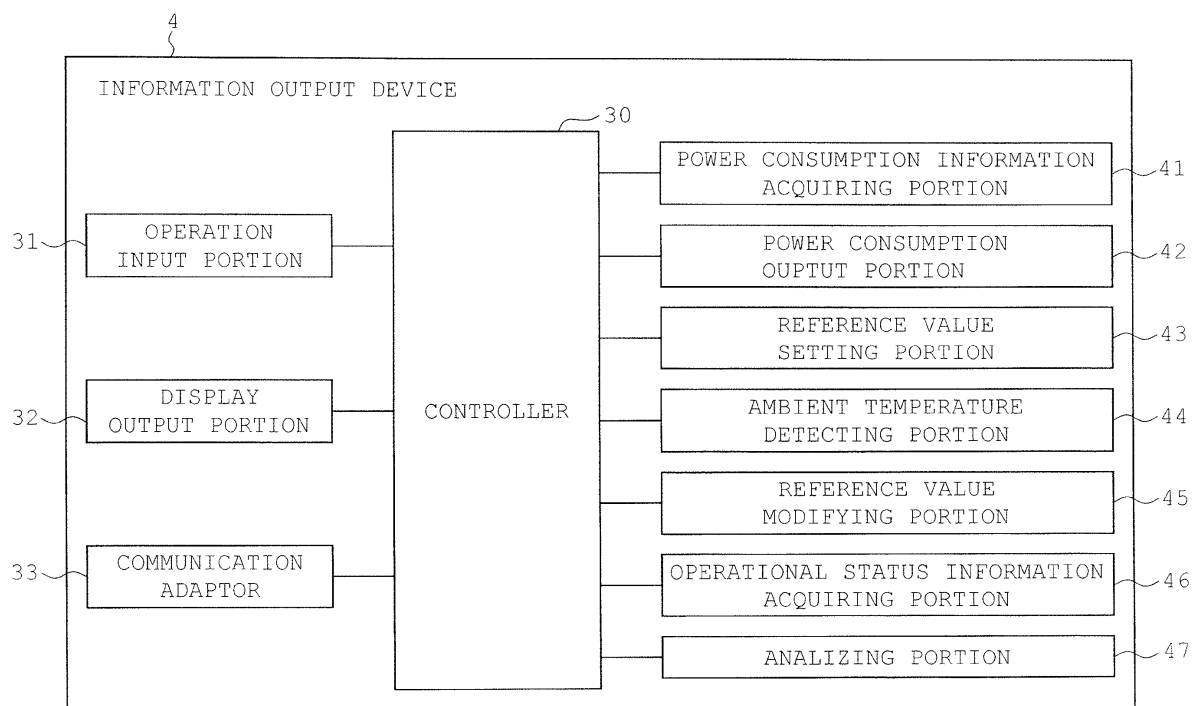 4
INFORMATION OUTPUT DEVICE
30
CONTROLLER
31
OPERATION
INPUT PORTION
32
DISPLAY
OUTPUT PORTION
33
COMMUNICATION
ADAPTOR
POWER CONSUMPTION INFORMATION
ACQUIRING PORTION
41
POWER CONSUMPTION
OUPTUT PORTION
42
REFERENCE VALUE
SETTING PORTION
43
AMBIENT TEMPERATURE
DETECTING PORTION
44
REFERENCE VALUE
MODIFYING PORTION
45
OPERATIONAL STATUS INFORMATION
ACQUIRING PORTION
46
ANALIZING PORTION
47